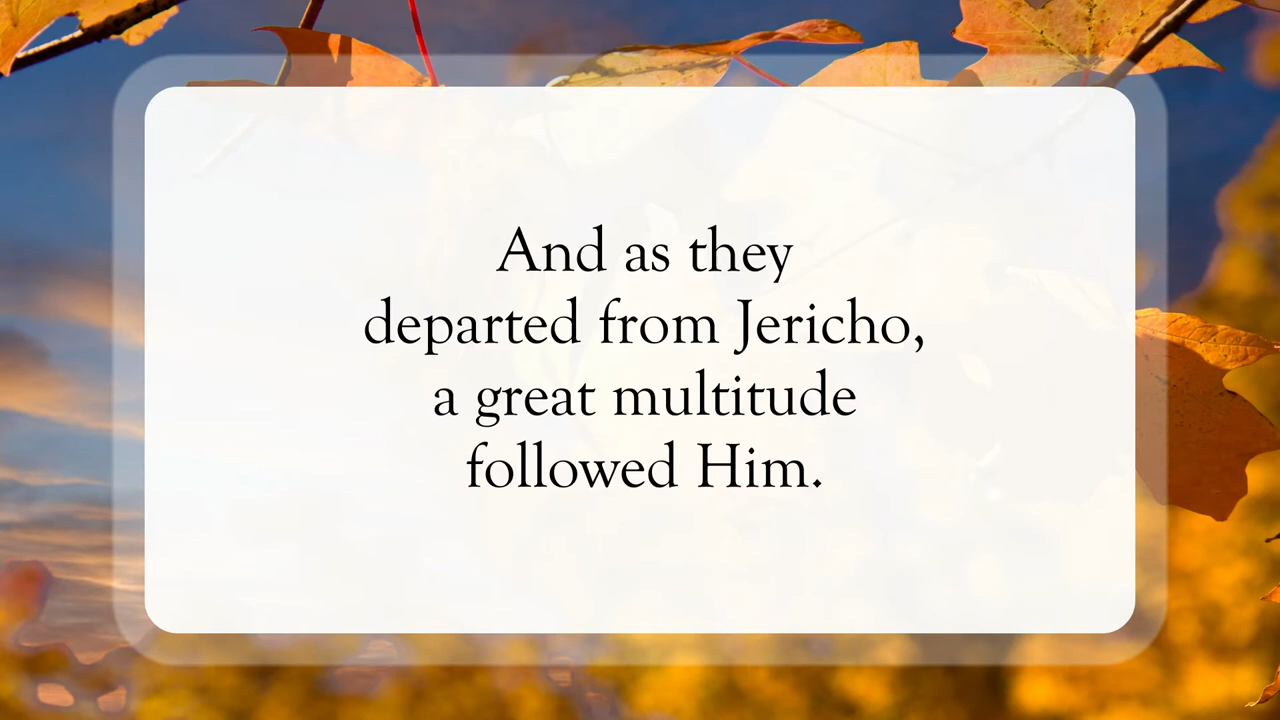 And as they
departed from Jericho,
a great multitude
followed Him.